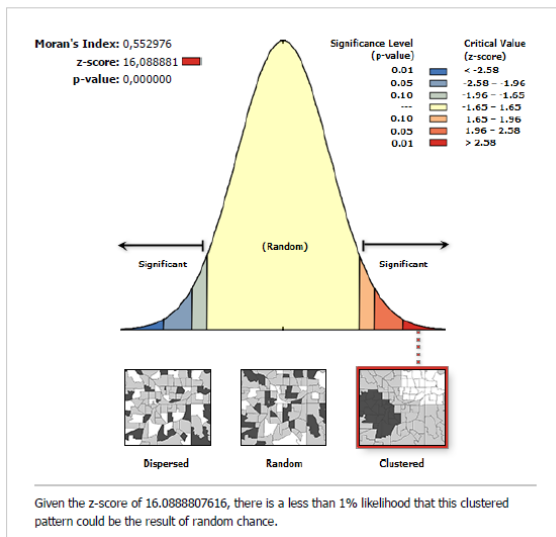 Moran's Index: 0,552976
z-score: 16,088881
p-value: 0,000000
Significance Level
(p-value)
Critical Value
(z-score)
0.01 < -2.58
0.05 -2.58 - -1.96
0.10 -1.96 - -1.65
--- -1.65 - 1.65
0.10 1.65 - 1.96
0.05 1.96 - 2.58
0.01 > 2.58
Significant
(Random)
Significant
Dispersed
Random
Clustered
Given the z-score of 16.0888807616, there is a less than 1% likelihood that this clustered
pattern could be the result of random chance.